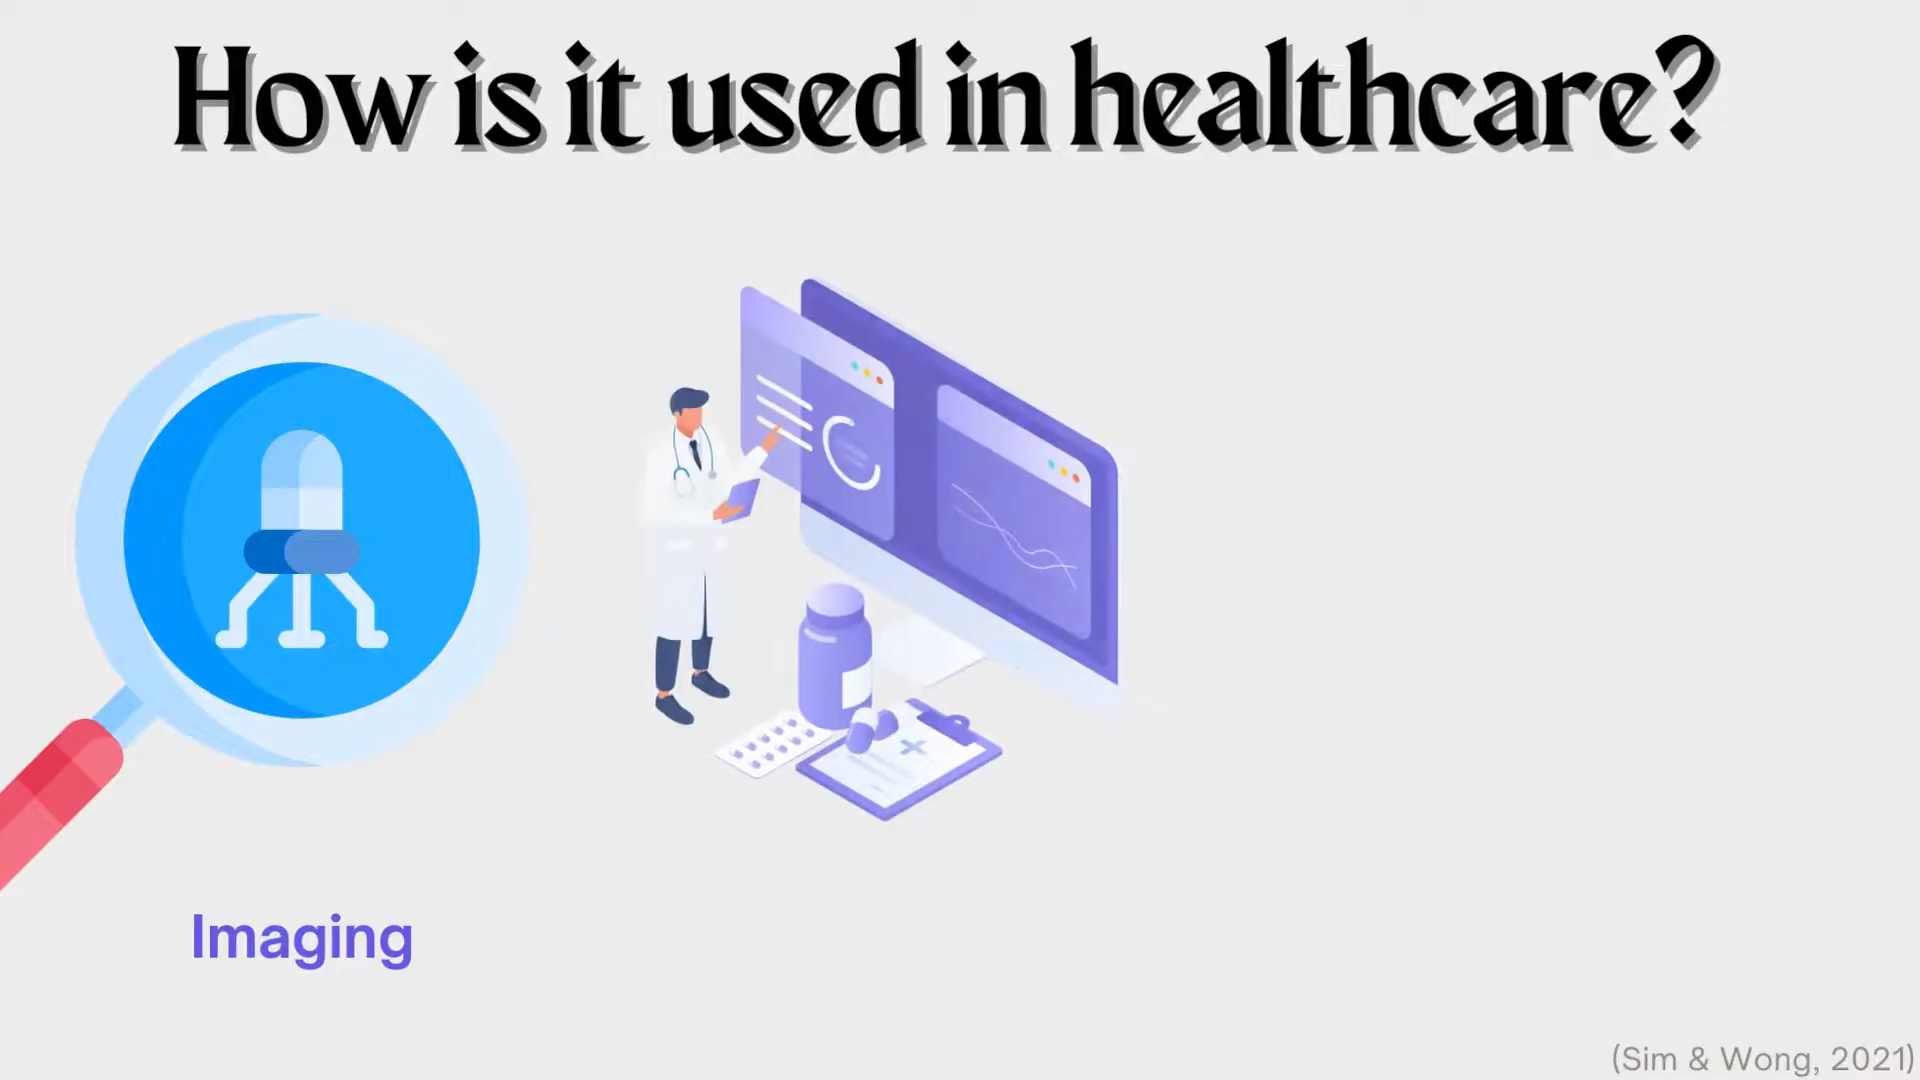 How is it used in healthcare?
Imaging
(Sim & Wong, 2021)